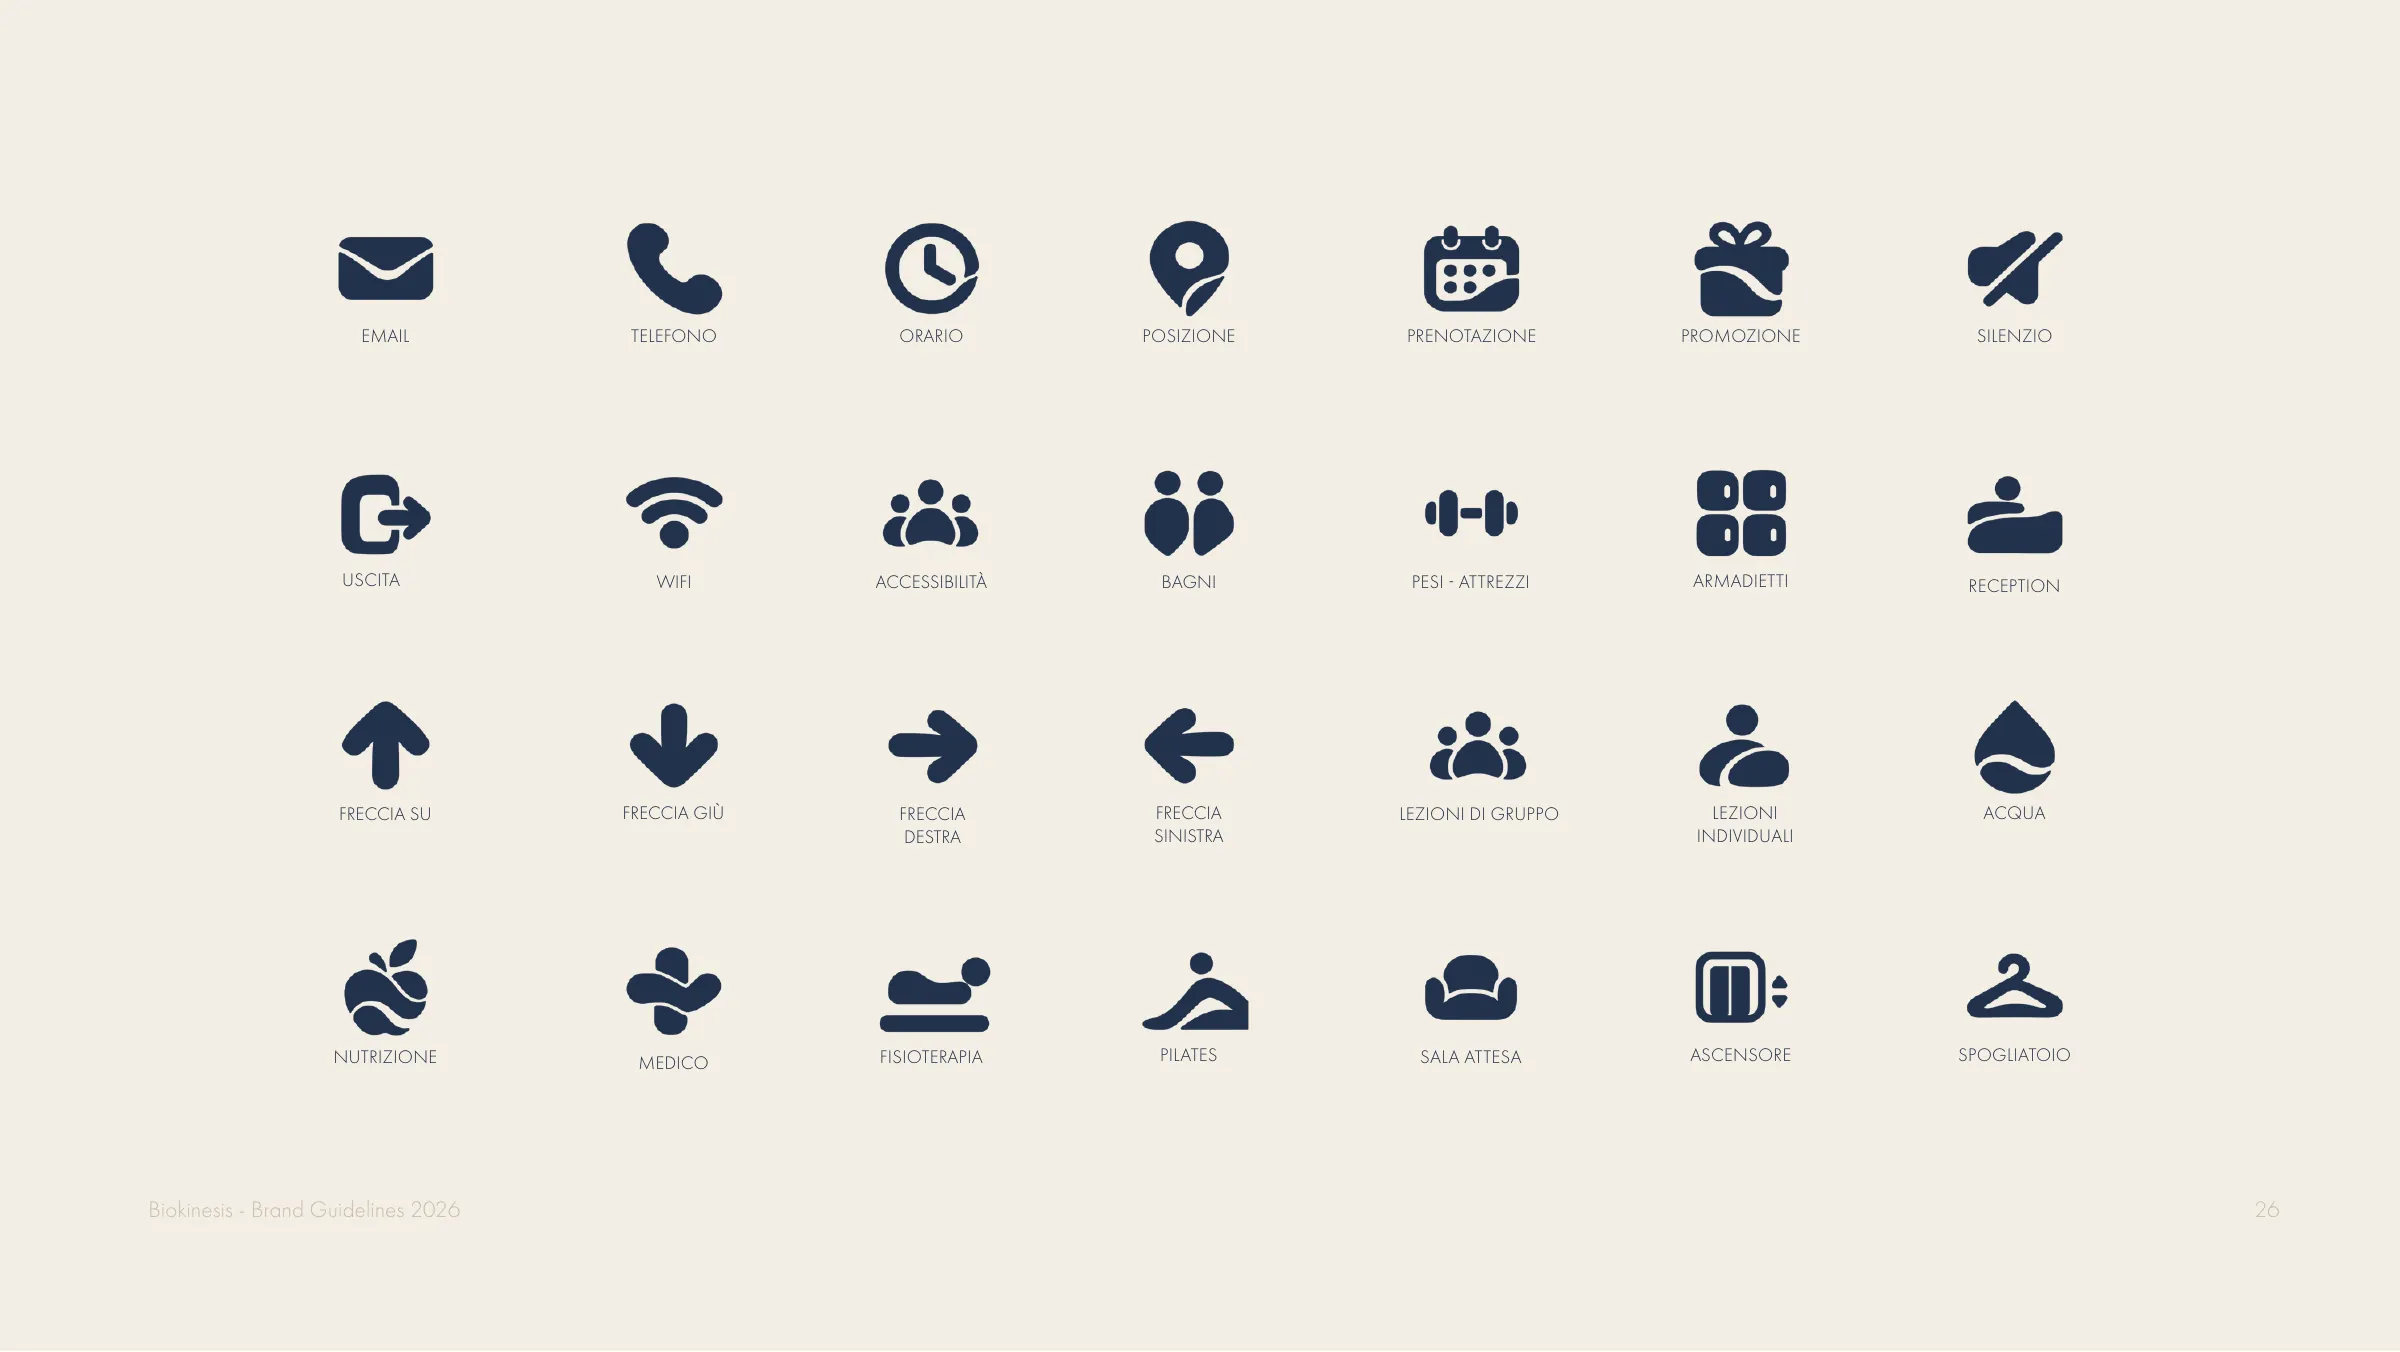 EMAIL
TELEFONO
ORARIO
POSIZIONE
PRENOTAZIONE
PROMOZIONE
SILENZIO
USCITA
WIFI
ACCESSIBILITÀ
BAGNI
PESI - ATTREZZI
ARMADIETTI
RECEPTION
FRECCIA SU
FRECCIA GIÙ
FRECCIA
DESTRA
FRECCIA
SINISTRA
LEZIONI DI GRUPPO
LEZIONI
INDIVIDUALI
ACQUA
NUTRIZIONE
MEDICO
FISIOTERAPIA
PILATES
SALA ATTESA
ASCENSORE
SPOGLIATOIO
Biokinesis - Brand Guidelines 2026
26